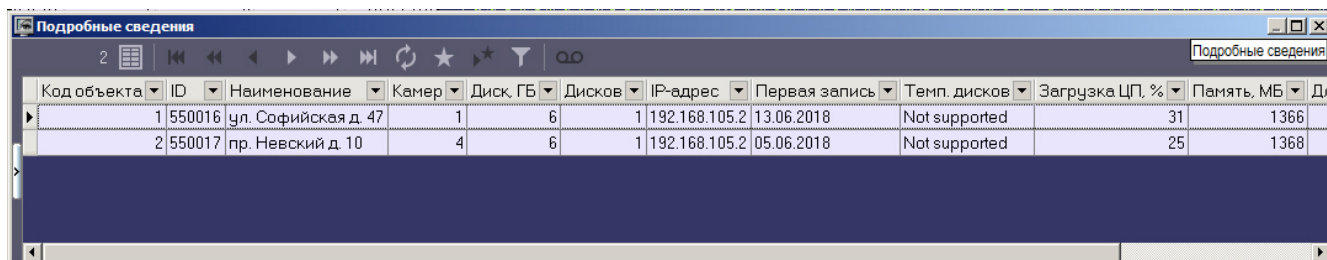 Подробные сведения
2
Подробные сведения
Код объекта ID Наименование Камер Диск, ГБ Дисков IP-адрес Первая запись Темп. дисков Загрузка ЦП, % Память, МБ
1 550016 ул. Софийская д. 47 1 6 1 192.168.105.2 13.06.2018 Not supported 31 1366
2 550017 пр. Невский д. 10 4 6 1 192.168.105.2 05.06.2018 Not supported 25 1368